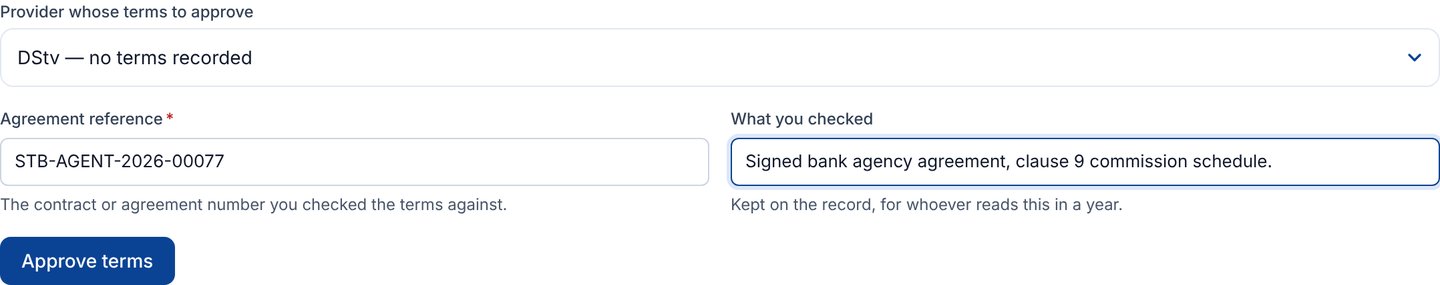 Provider whose terms to approve
DStv — no terms recorded
Agreement reference *
STB-AGENT-2026-00077
The contract or agreement number you checked the terms against.
What you checked
Signed bank agency agreement, clause 9 commission schedule.
Kept on the record, for whoever reads this in a year.
Approve terms